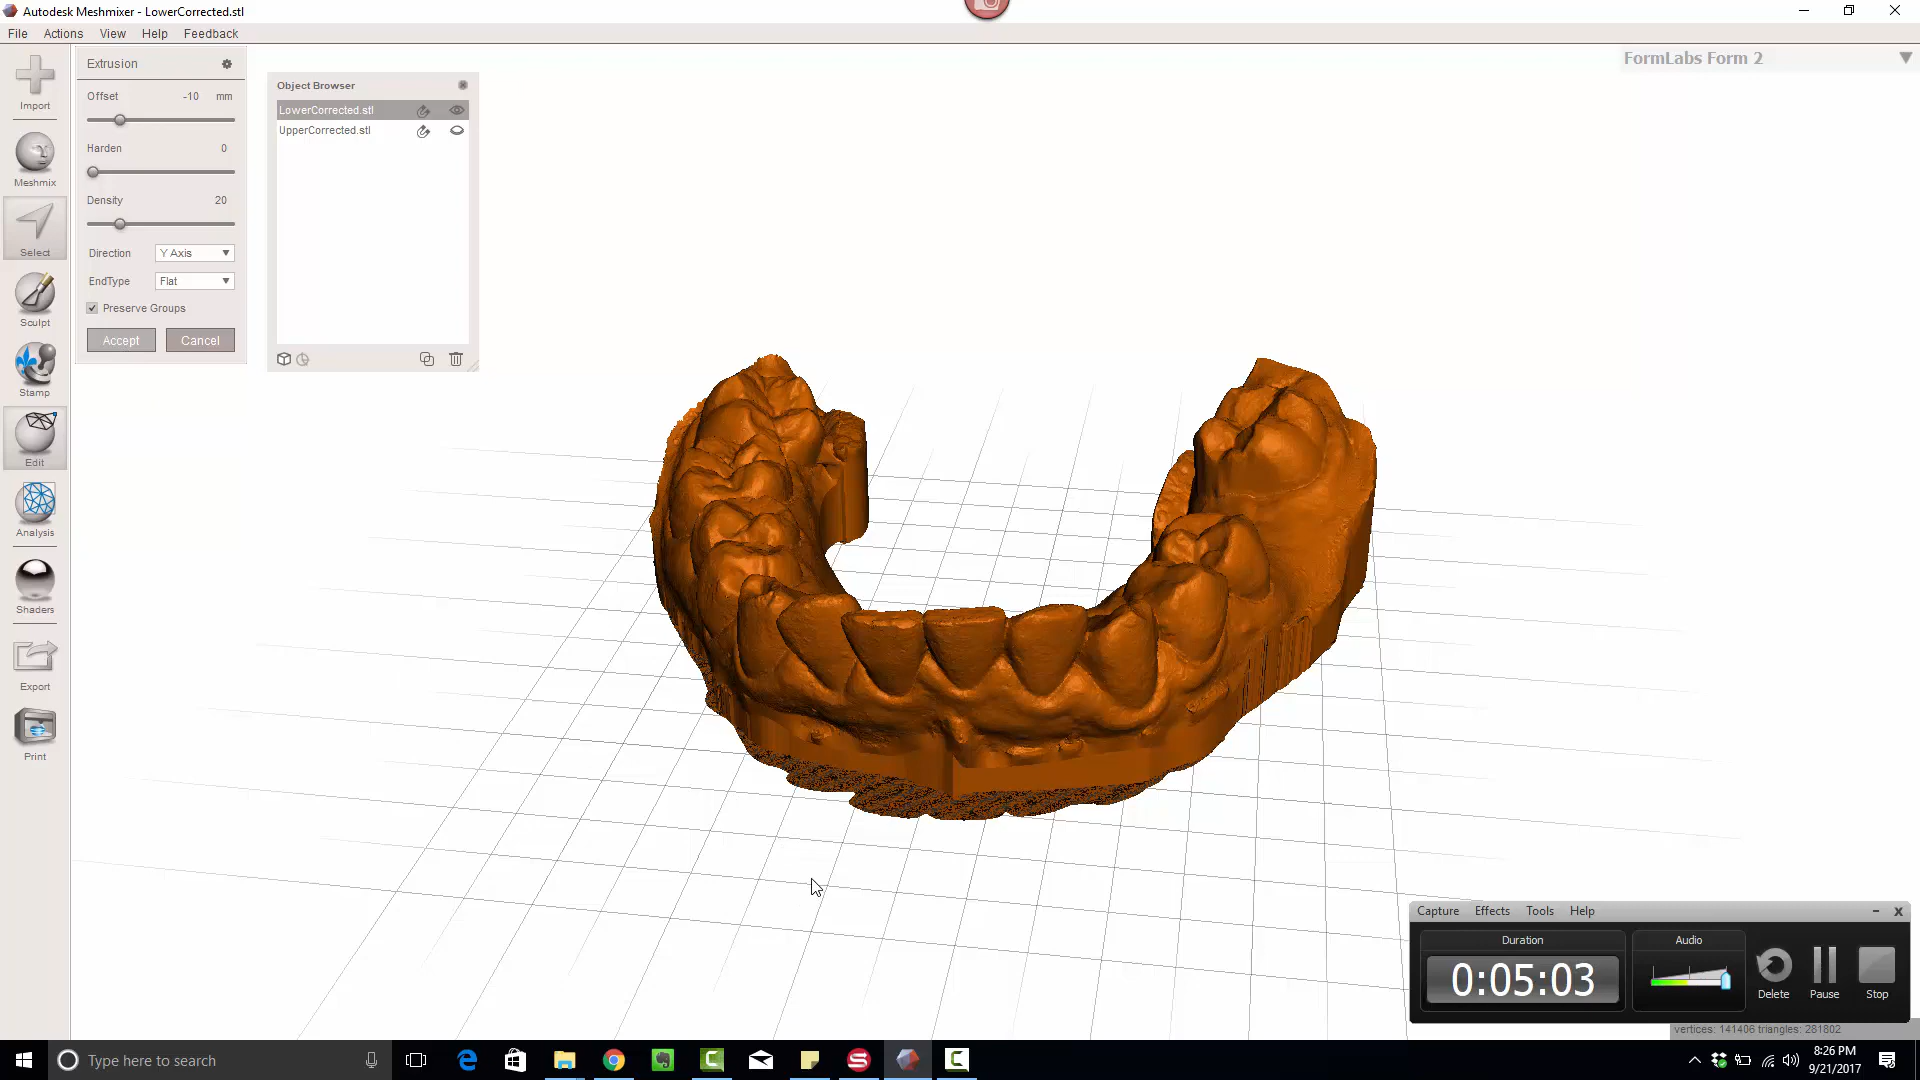 Autodesk Meshmixer - LowerCorrected.stl
File Actions View Help Feedback
FormLabs Form 2
Import
Meshmix
Select
Sculpt
Stamp
Edit
Analysis
Shaders
Export
Print
Extrusion
Offset -10 mm
Harden 0
Density 20
Direction Y Axis
EndType Flat
Preserve Groups
Accept Cancel
Object Browser
LowerCorrected.stl
UpperCorrected.stl
Capture Effects Tools Help
Duration Audio
0:05:03
Delete Pause Stop
vertices: 141406 triangles: 281802
Type here to search
8:26 PM
9/21/2017